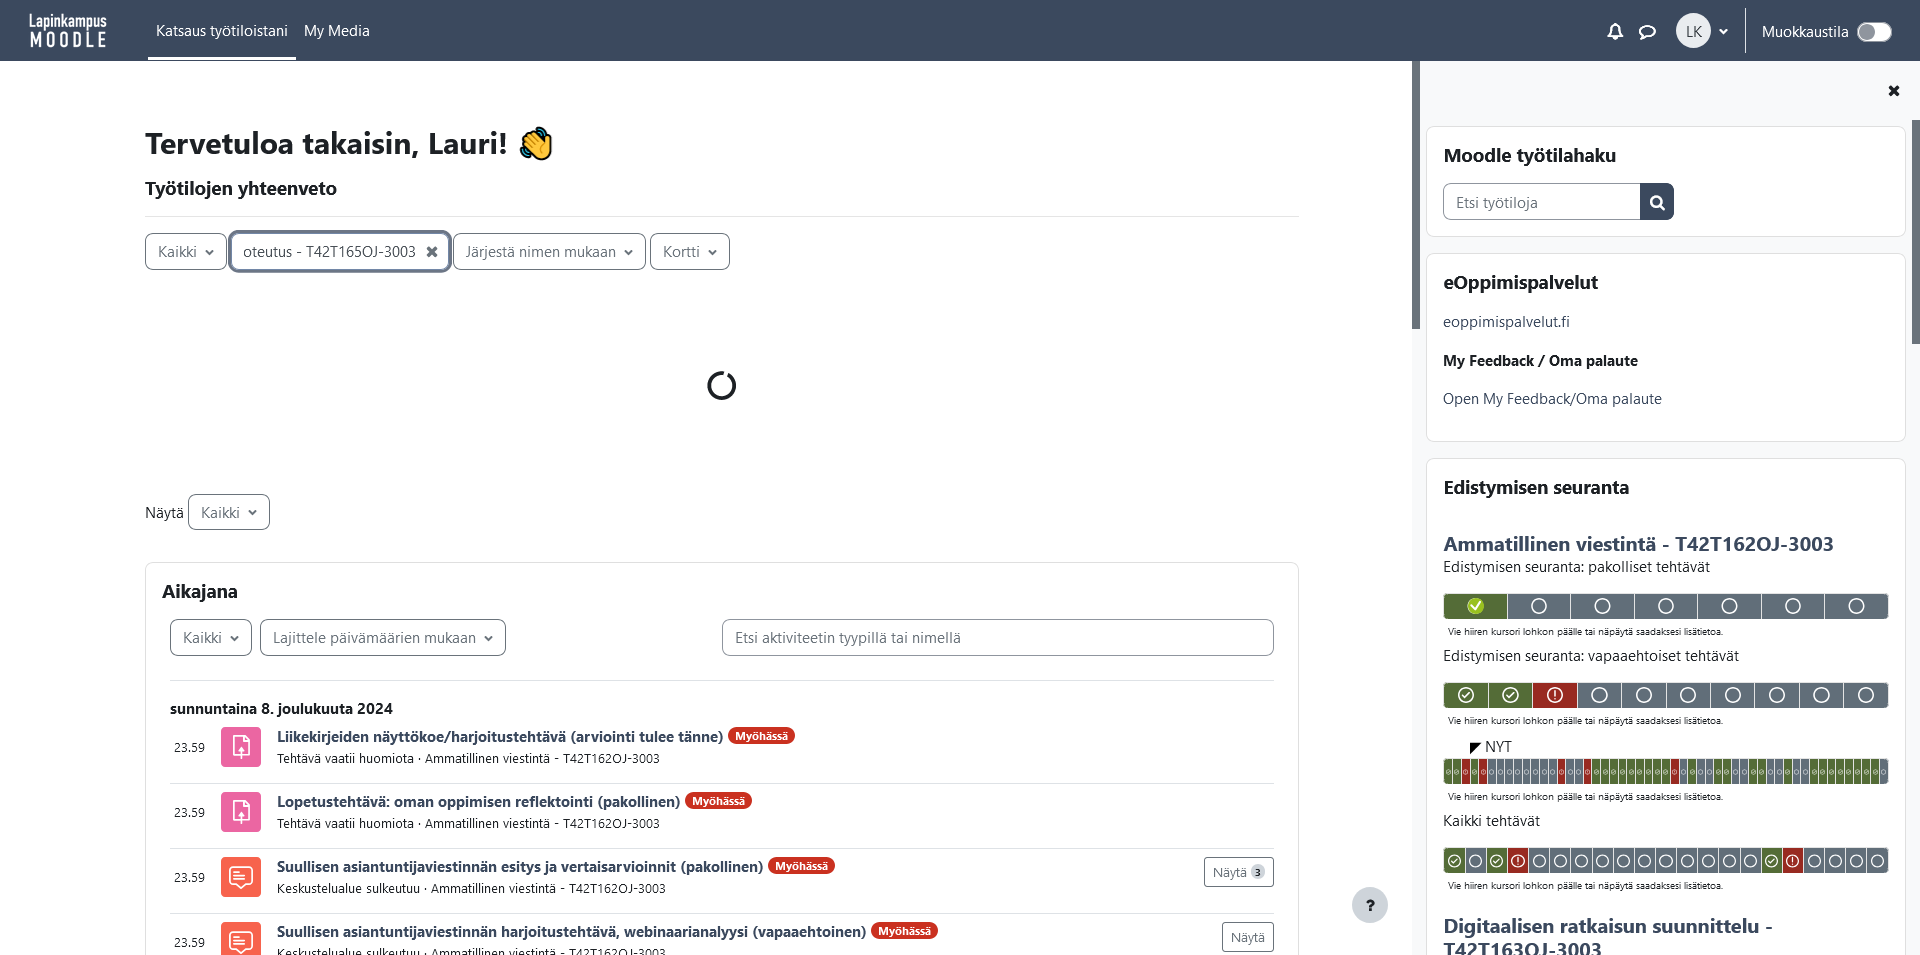 Lapinkampus
MOODLE
Katsaus työtiloistani
My Media
LK
Muokkaustila
Tervetuloa takaisin, Lauri! 👋
Työtilojen yhteenveto
Kaikki
oteutus - T42T165OJ-3003
Järjestä nimen mukaan
Kortti
Näytä
Kaikki
Aikajana
Kaikki
Lajittele päivämäärien mukaan
Etsi aktiviteetin tyypillä tai nimellä
sunnuntaina 8. joulukuuta 2024
23.59
Liikekirjeiden näyttökoe/harjoitustehtävä (arviointi tulee tänne)
Myöhässä
Tehtävä vaatii huomiota · Ammatillinen viestintä - T42T162OJ-3003
23.59
Lopetustehtävä: oman oppimisen reflektointi (pakollinen)
Myöhässä
Tehtävä vaatii huomiota · Ammatillinen viestintä - T42T162OJ-3003
23.59
Suullisen asiantuntijaviestinnän esitys ja vertaisarvioinnit (pakollinen)
Myöhässä
Keskustelualue sulkeutuu · Ammatillinen viestintä - T42T162OJ-3003
Näytä 3
23.59
Suullisen asiantuntijaviestinnän harjoitustehtävä, webinaarianalyysi (vapaaehtoinen)
Myöhässä
Keskustelualue sulkeutuu · Ammatillinen viestintä - T42T162OJ-3003
Näytä
?
Moodle työtilahaku
Etsi työtiloja
eOppimispalvelut
eoppimispalvelut.fi
My Feedback / Oma palaute
Open My Feedback/Oma palaute
Edistymisen seuranta
Ammatillinen viestintä - T42T162OJ-3003
Edistymisen seuranta: pakolliset tehtävät
Vie hiiren kursori lohkon päälle tai näpäytä saadaksesi lisätietoa.
Edistymisen seuranta: vapaaehtoiset tehtävät
Vie hiiren kursori lohkon päälle tai näpäytä saadaksesi lisätietoa.
NYT
Vie hiiren kursori lohkon päälle tai näpäytä saadaksesi lisätietoa.
Kaikki tehtävät
Vie hiiren kursori lohkon päälle tai näpäytä saadaksesi lisätietoa.
Digitaalisen ratkaisun suunnittelu -
T42T163OJ-3003